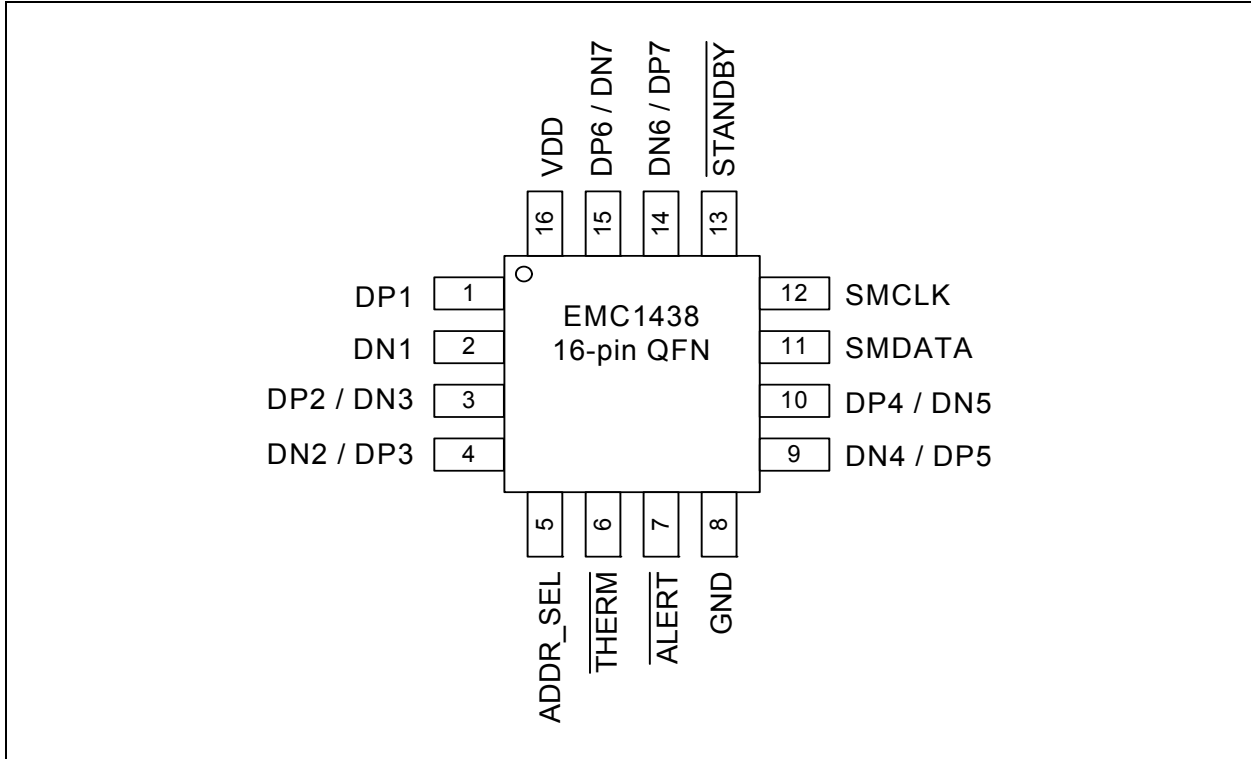 VDD
DP6 / DN7
DN6 / DP7
STANDBY
16
15
14
13
DP1
1
DN1
2
DP2 / DN3
3
DN2 / DP3
4
EMC1438
16-pin QFN
12
SMCLK
11
SMDATA
10
DP4 / DN5
9
DN4 / DP5
5
6
7
8
ADDR_SEL
THERM
ALERT
GND